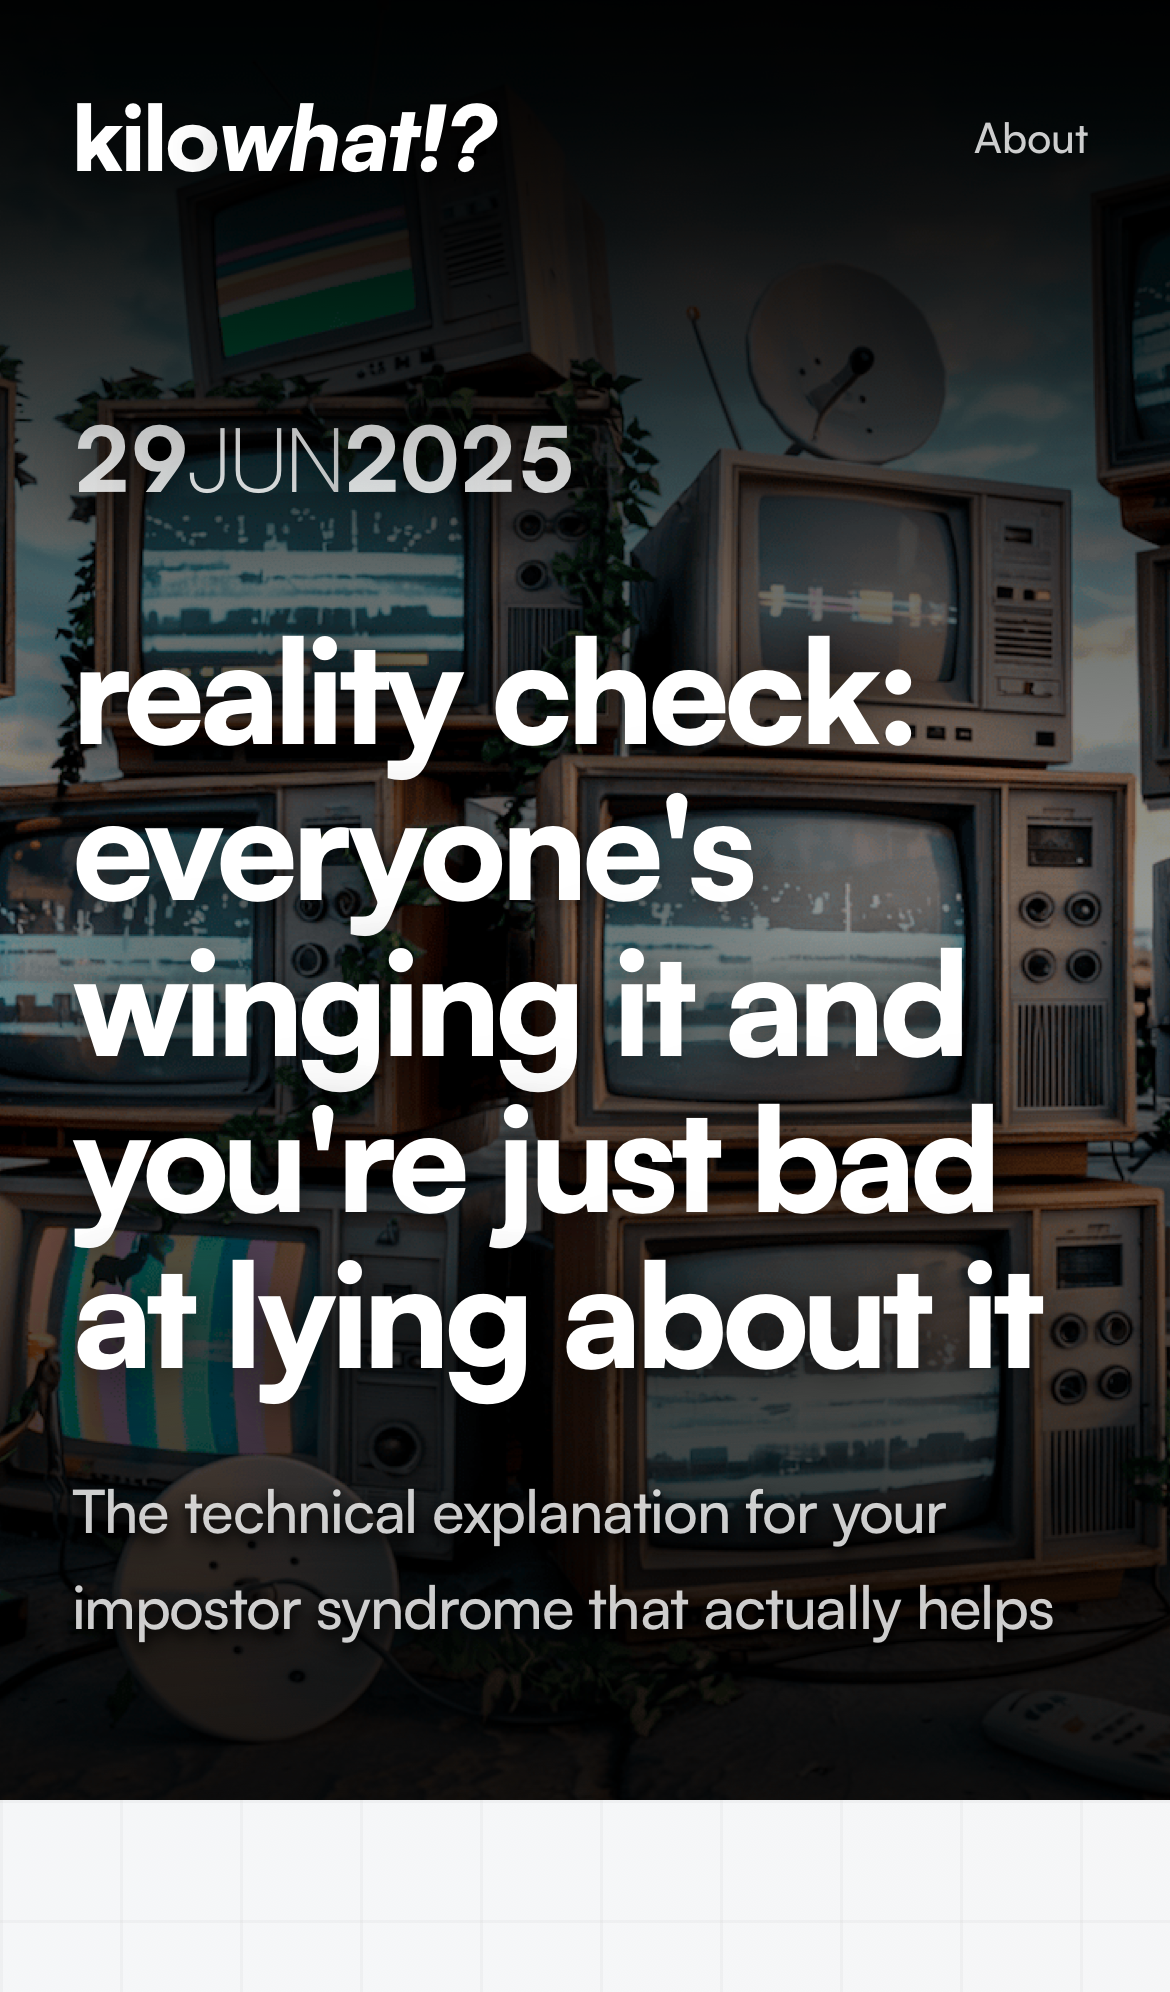 kilowhat!?
About
29JUN2025
reality check:
everyone's
winging it and
you're just bad
at lying about it
The technical explanation for your
impostor syndrome that actually helps